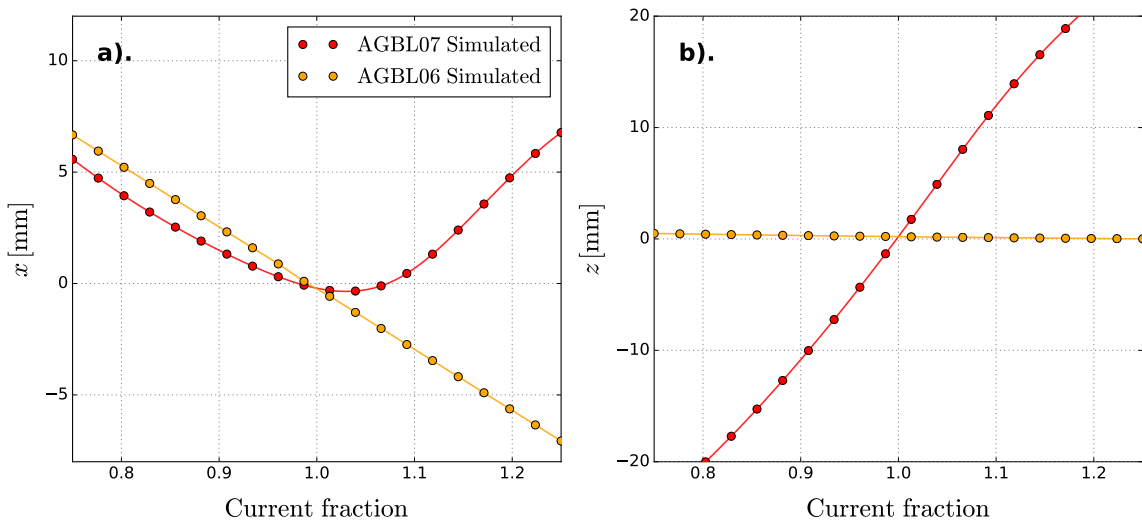 a).
AGBL07 Simulated
AGBL06 Simulated
10
5
0
−5
x [mm]
0.8 0.9 1.0 1.1 1.2
Current fraction
b).
20
10
0
−10
−20
z [mm]
0.8 0.9 1.0 1.1 1.2
Current fraction